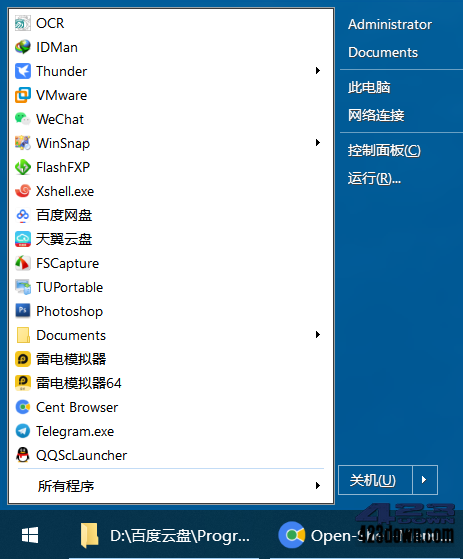 OCR
IDMan
Thunder
VMware
WeChat
WinSnap
FlashFXP
Xshell.exe
百度网盘
天翼云盘
FSCapture
TUPortable
Photoshop
Documents
雷电模拟器
雷电模拟器64
Cent Browser
Telegram.exe
QQScLauncher
所有程序
Administrator
Documents
此电脑
网络连接
控制面板(C)
运行(R)...
关机(U)
D:\百度云盘\Progr...
423down.com